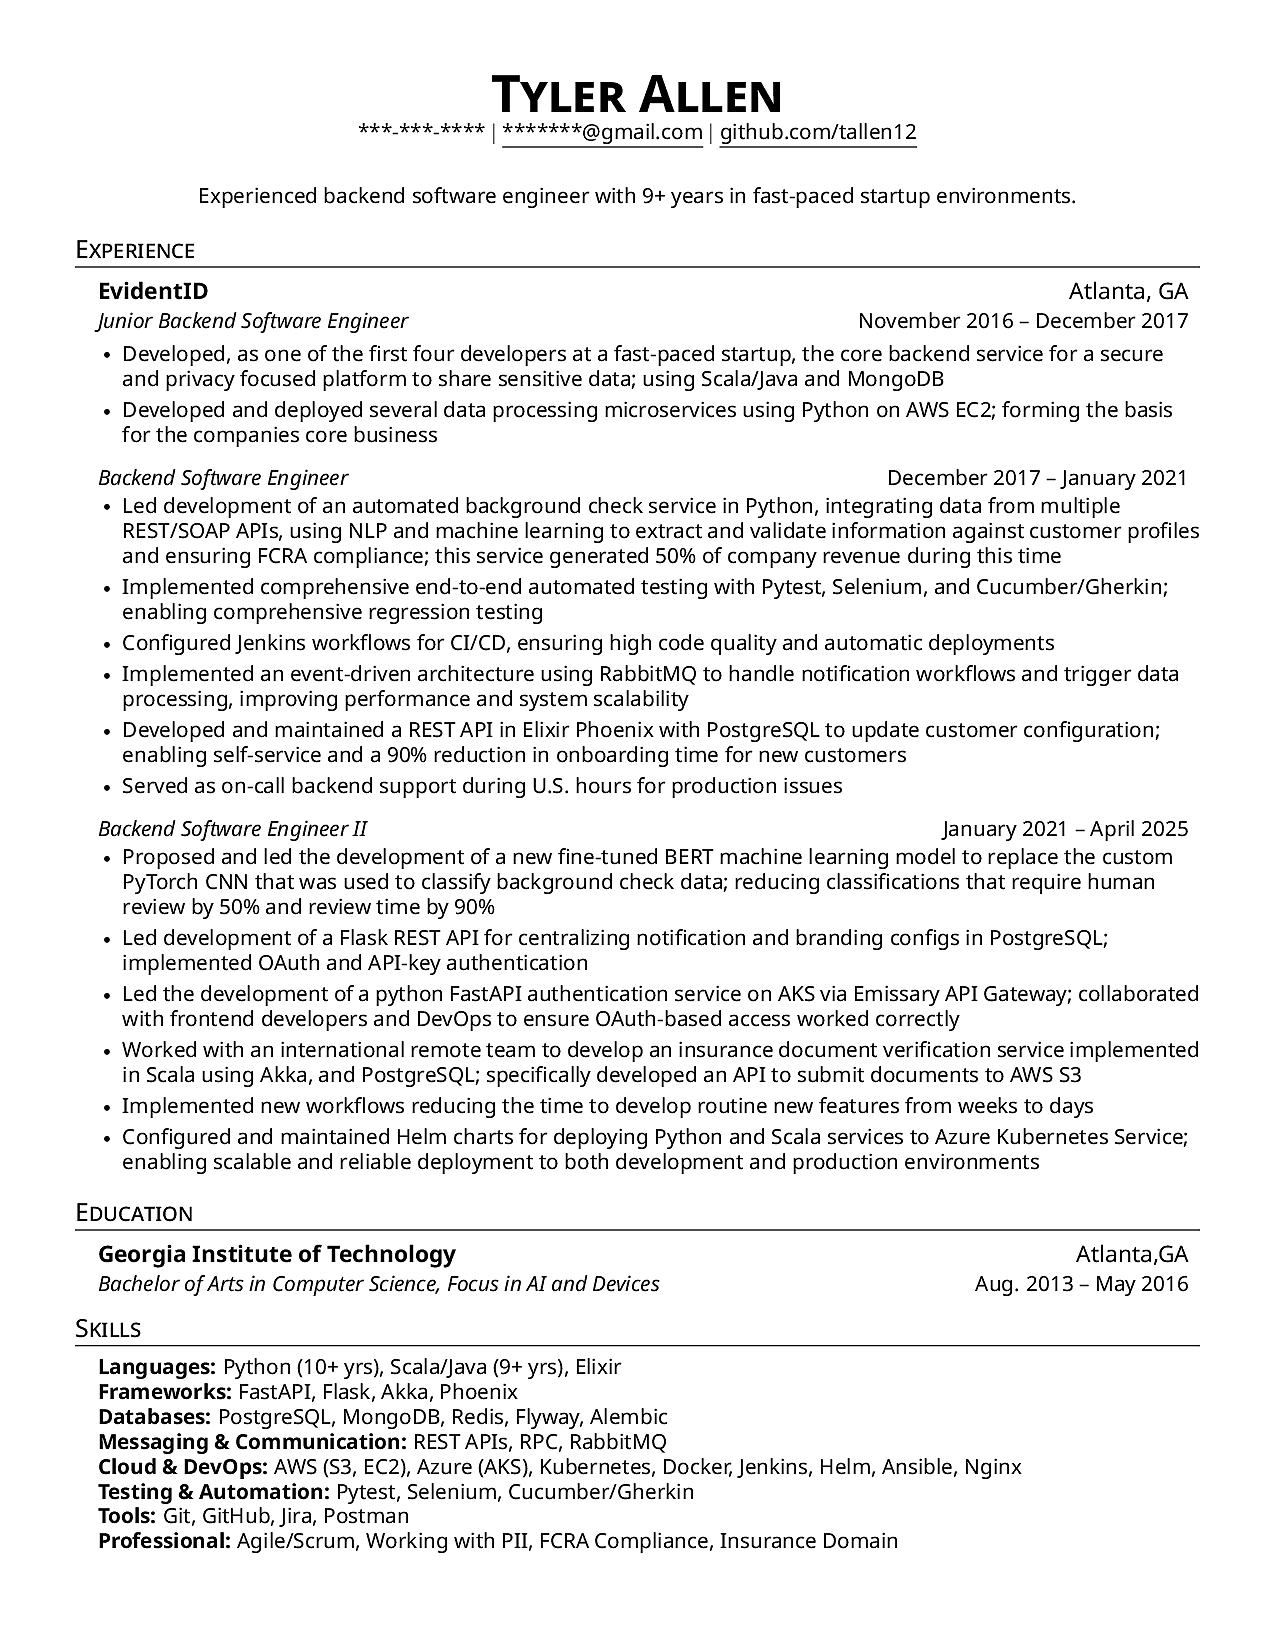 Tyler Allen
***-***-**** | *******@gmail.com | github.com/tallen12
Experienced backend software engineer with 9+ years in fast-paced startup environments.
Experience
EvidentID Atlanta, GA
Junior Backend Software Engineer November 2016 – December 2017
• Developed, as one of the first four developers at a fast-paced startup, the core backend service for a secure
and privacy focused platform to share sensitive data; using Scala/Java and MongoDB
• Developed and deployed several data processing microservices using Python on AWS EC2; forming the basis
for the companies core business
Backend Software Engineer December 2017 – January 2021
• Led development of an automated background check service in Python, integrating data from multiple
REST/SOAP APIs, using NLP and machine learning to extract and validate information against customer profiles
and ensuring FCRA compliance; this service generated 50% of company revenue during this time
• Implemented comprehensive end-to-end automated testing with Pytest, Selenium, and Cucumber/Gherkin;
enabling comprehensive regression testing
• Configured Jenkins workflows for CI/CD, ensuring high code quality and automatic deployments
• Implemented an event-driven architecture using RabbitMQ to handle notification workflows and trigger data
processing, improving performance and system scalability
• Developed and maintained a REST API in Elixir Phoenix with PostgreSQL to update customer configuration;
enabling self-service and a 90% reduction in onboarding time for new customers
• Served as on-call backend support during U.S. hours for production issues
Backend Software Engineer II January 2021 – April 2025
• Proposed and led the development of a new fine-tuned BERT machine learning model to replace the custom
PyTorch CNN that was used to classify background check data; reducing classifications that require human
review by 50% and review time by 90%
• Led development of a Flask REST API for centralizing notification and branding configs in PostgreSQL;
implemented OAuth and API-key authentication
• Led the development of a python FastAPI authentication service on AKS via Emissary API Gateway; collaborated
with frontend developers and DevOps to ensure OAuth-based access worked correctly
• Worked with an international remote team to develop an insurance document verification service implemented
in Scala using Akka, and PostgreSQL; specifically developed an API to submit documents to AWS S3
• Implemented new workflows reducing the time to develop routine new features from weeks to days
• Configured and maintained Helm charts for deploying Python and Scala services to Azure Kubernetes Service;
enabling scalable and reliable deployment to both development and production environments
Education
Georgia Institute of Technology Atlanta,GA
Bachelor of Arts in Computer Science, Focus in AI and Devices Aug. 2013 – May 2016
Skills
Languages: Python (10+ yrs), Scala/Java (9+ yrs), Elixir
Frameworks: FastAPI, Flask, Akka, Phoenix
Databases: PostgreSQL, MongoDB, Redis, Flyway, Alembic
Messaging & Communication: REST APIs, RPC, RabbitMQ
Cloud & DevOps: AWS (S3, EC2), Azure (AKS), Kubernetes, Docker, Jenkins, Helm, Ansible, Nginx
Testing & Automation: Pytest, Selenium, Cucumber/Gherkin
Tools: Git, GitHub, Jira, Postman
Professional: Agile/Scrum, Working with PII, FCRA Compliance, Insurance Domain